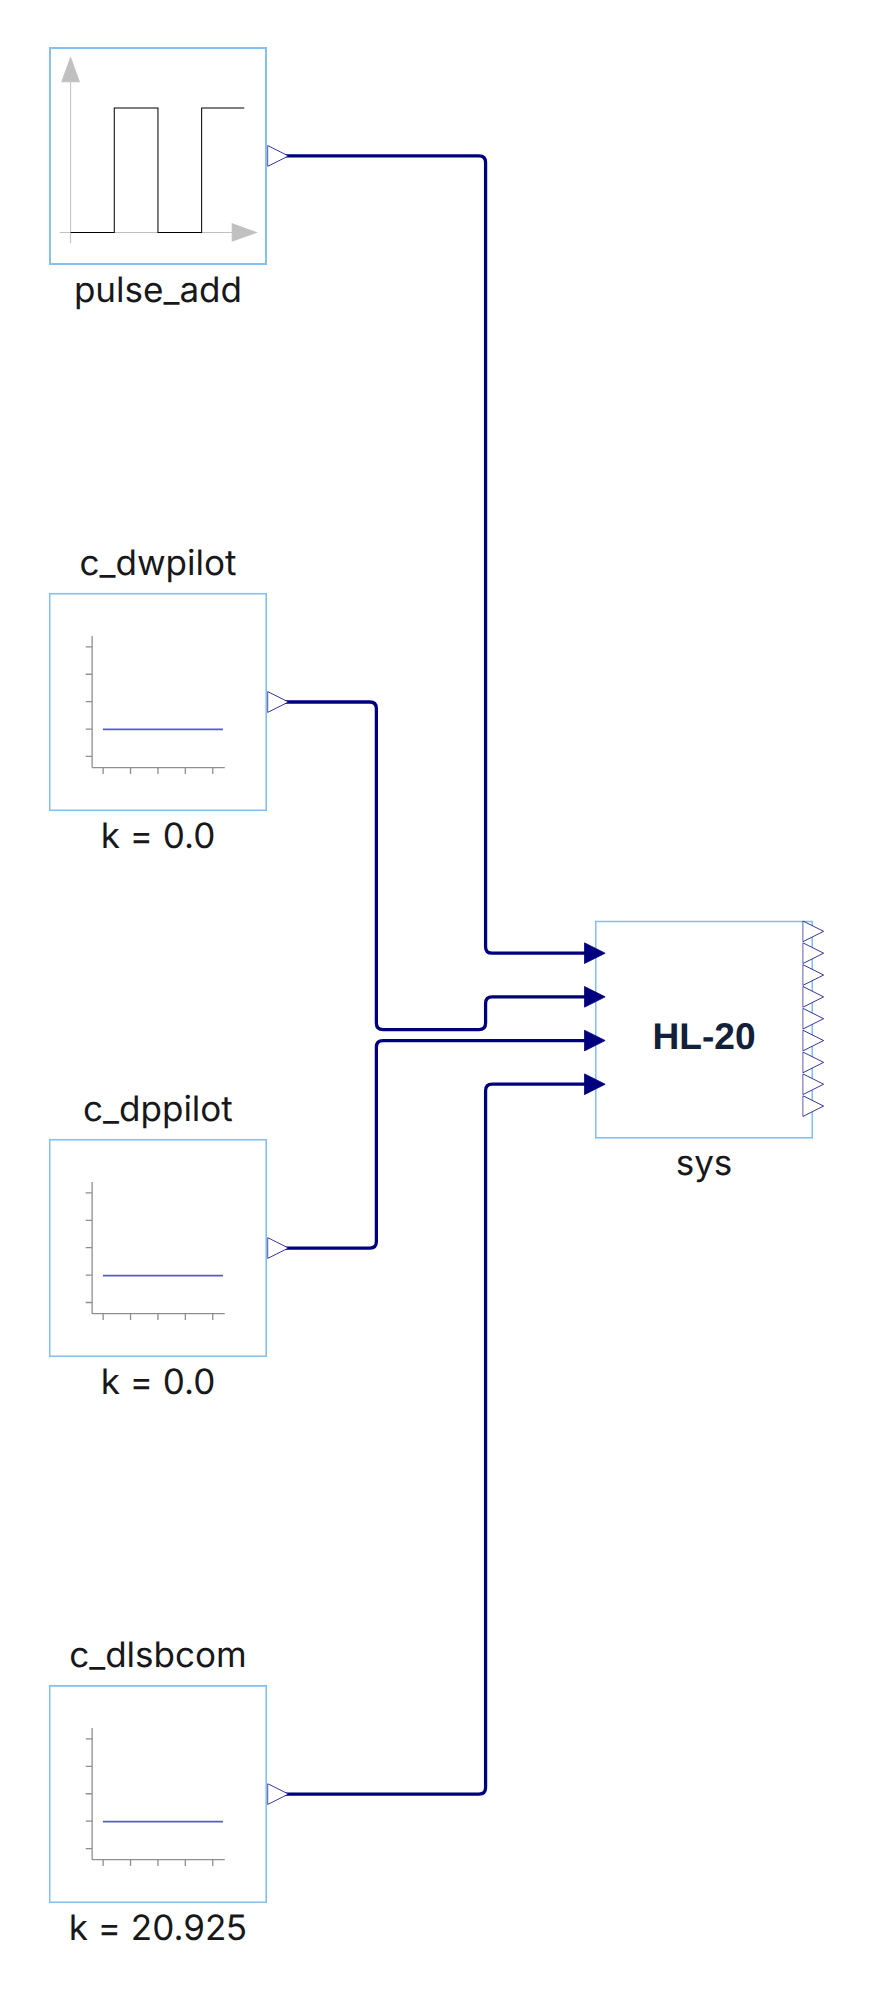 pulse_add
c_dwpilot
k = 0.0
HL-20
sys
c_dppilot
k = 0.0
c_dlsbcom
k = 20.925